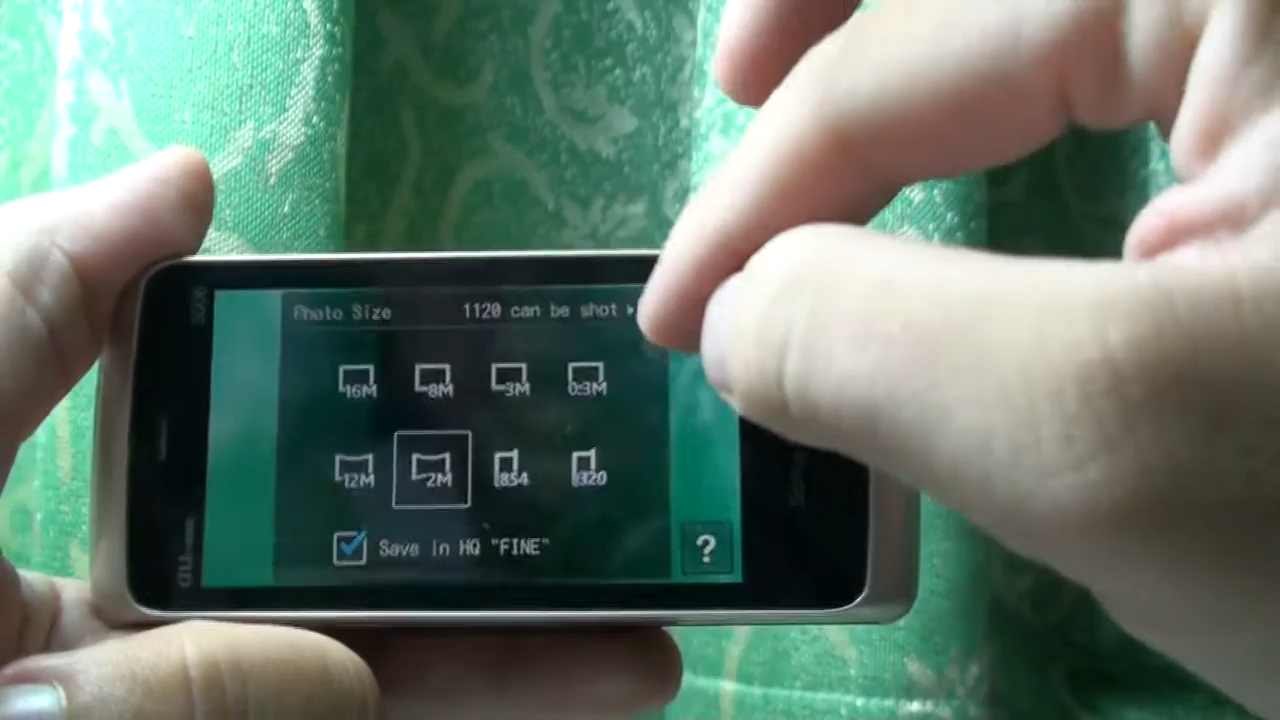 Photo Size 1120 can be shot
16M 8M 3M 0.3M
12M 2M 854 320
Save in HQ "FINE"
?
au